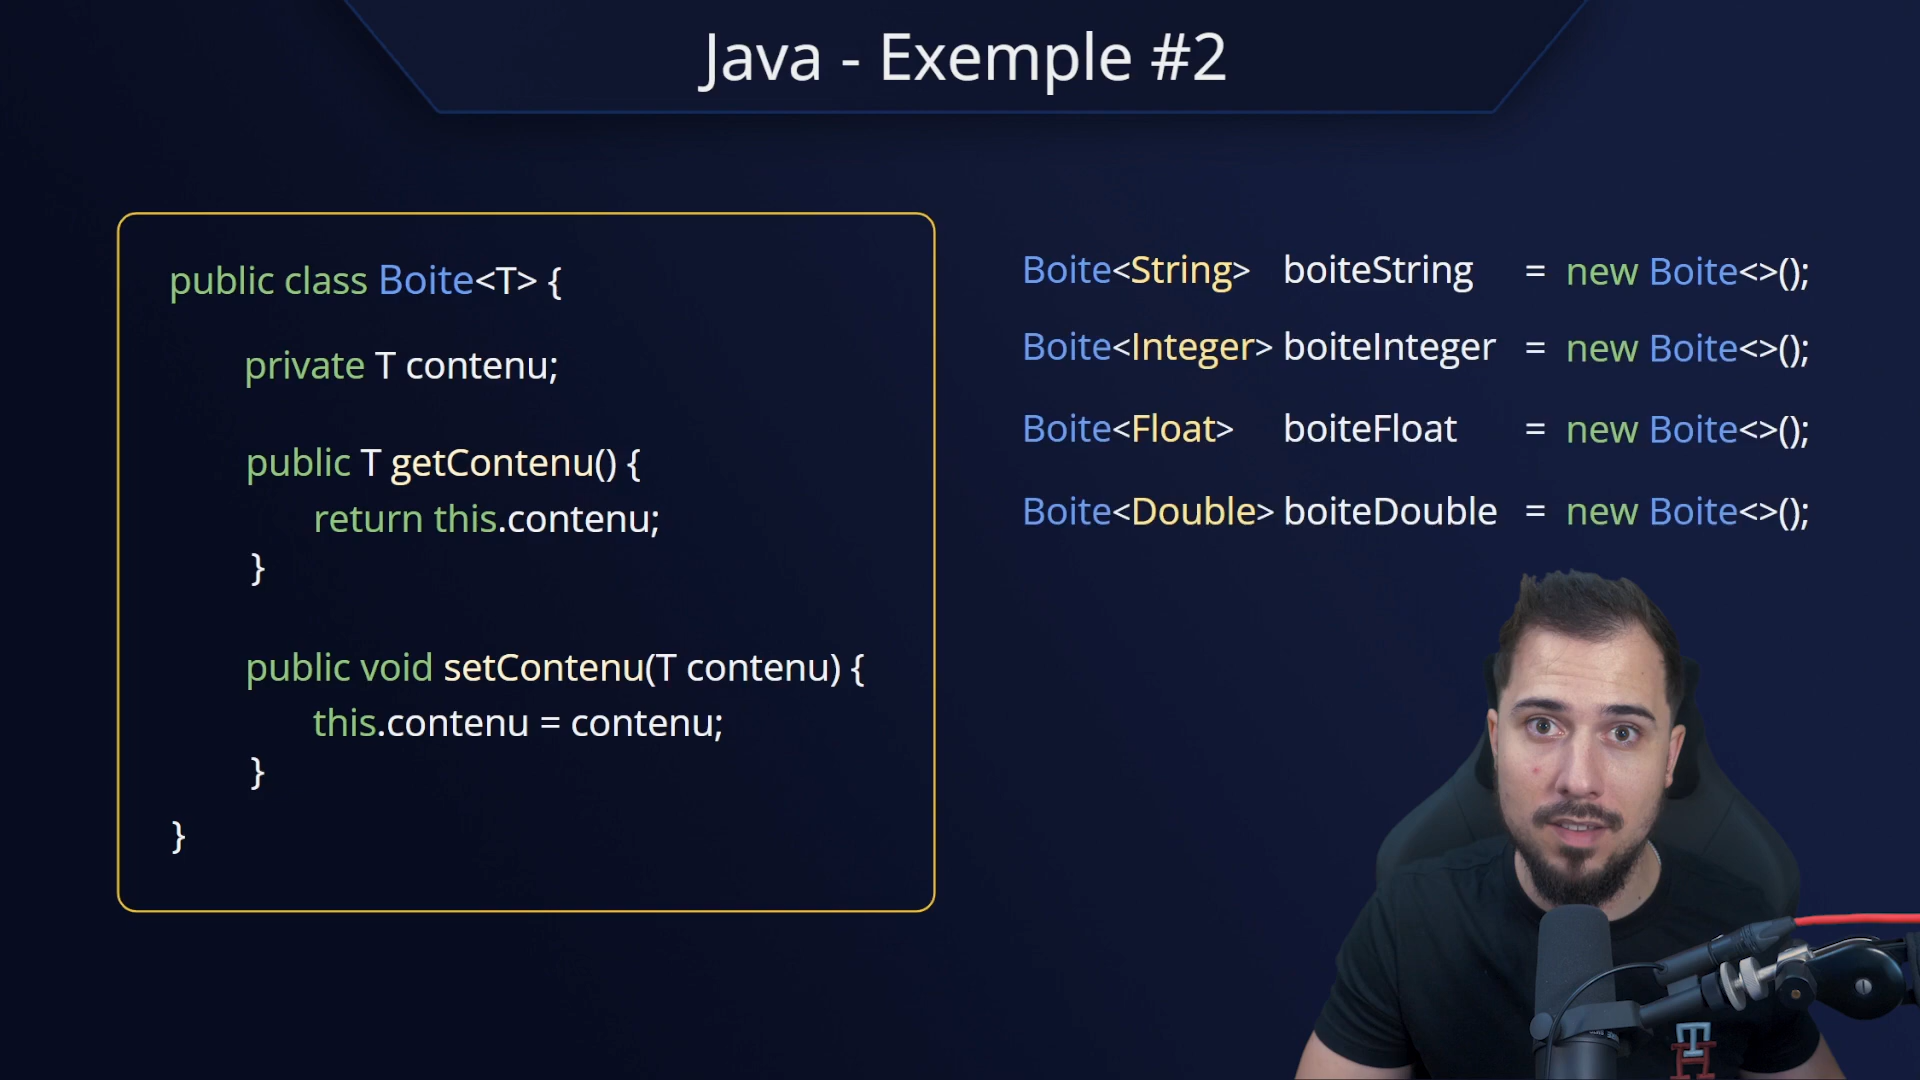 Java - Exemple #2
public class Boite<T> {
private T contenu;
public T getContenu() {
return this.contenu;
}
public void setContenu(T contenu) {
this.contenu = contenu;
}
}
Boite<String> boiteString = new Boite<>();
Boite<Integer> boiteInteger = new Boite<>();
Boite<Float> boiteFloat = new Boite<>();
Boite<Double> boiteDouble = new Boite<>();